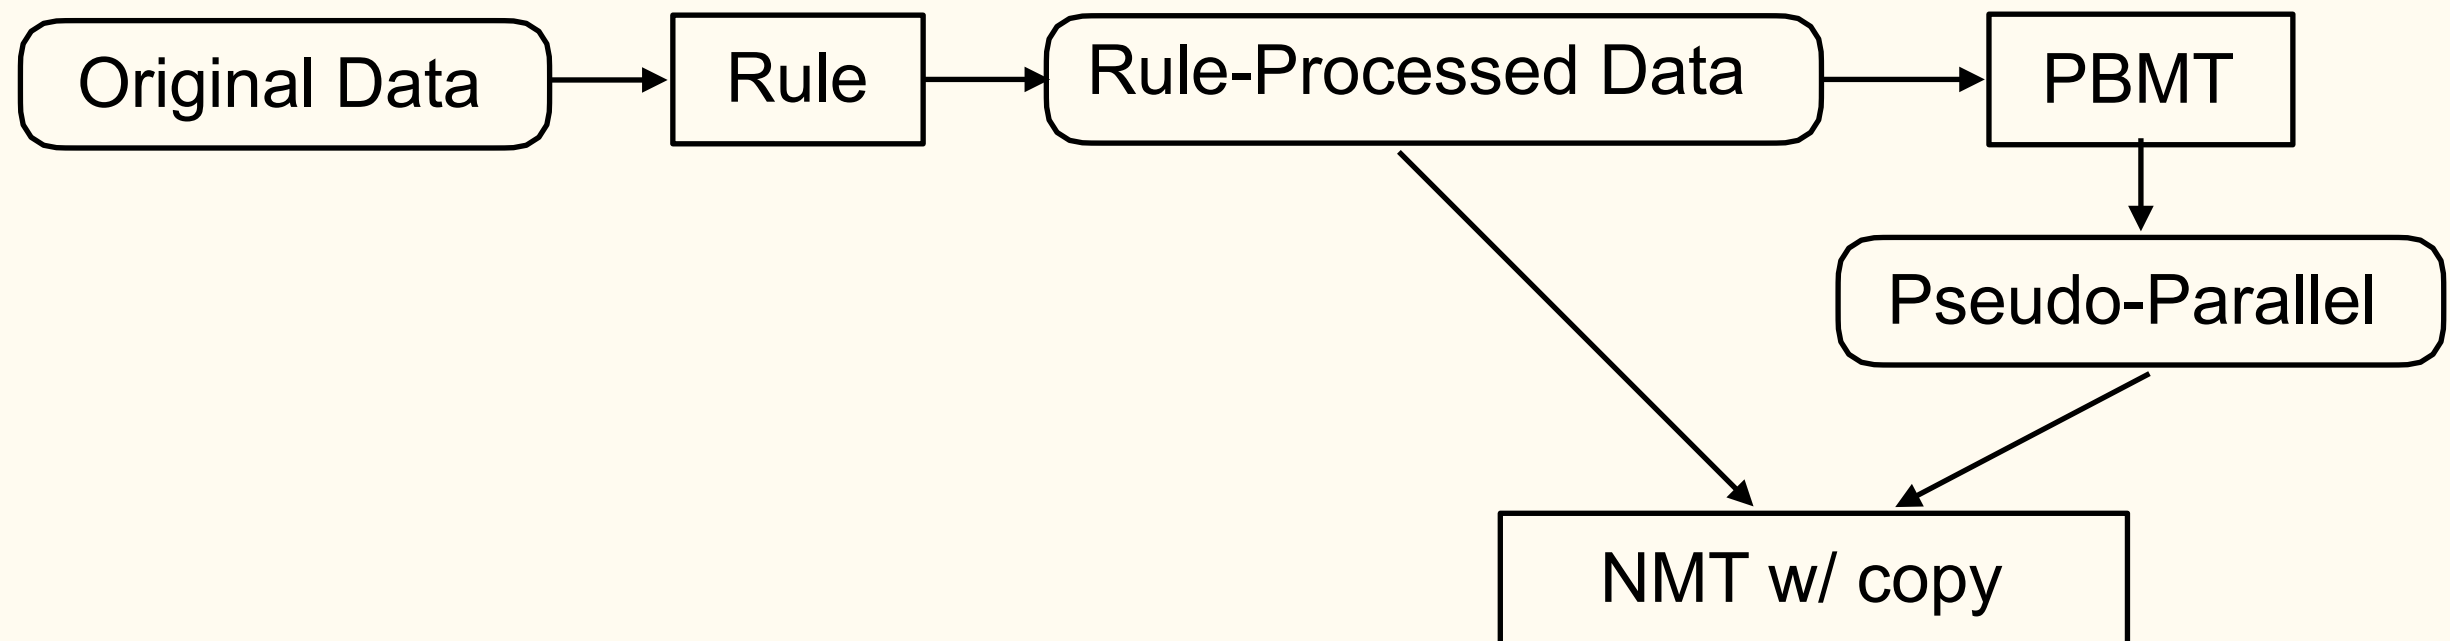 Original Data
Rule
Rule-Processed Data
PBMT
Pseudo-Parallel
NMT w/ copy